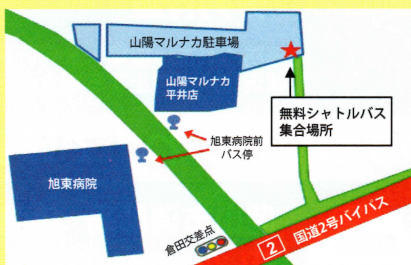 山陽マルナカ駐車場
山陽マルナカ
平井店
無料シャトルバス
集合場所
旭東病院前
バス停
旭東病院
倉田交差点
2 国道2号バイパス